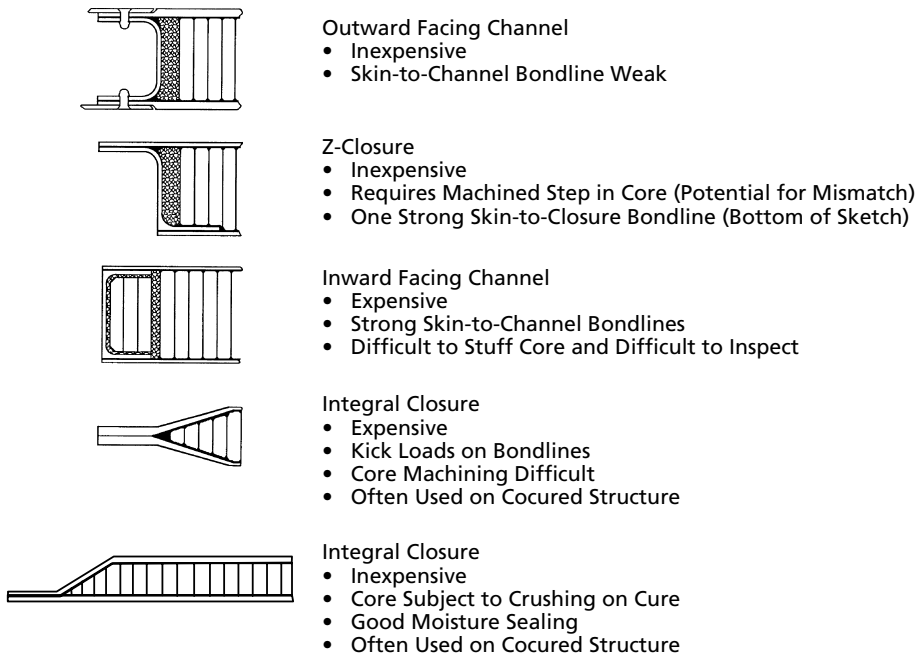 Outward Facing Channel
• Inexpensive
• Skin-to-Channel Bondline Weak
Z-Closure
• Inexpensive
• Requires Machined Step in Core (Potential for Mismatch)
• One Strong Skin-to-Closure Bondline (Bottom of Sketch)
Inward Facing Channel
• Expensive
• Strong Skin-to-Channel Bondlines
• Difficult to Stuff Core and Difficult to Inspect
Integral Closure
• Expensive
• Kick Loads on Bondlines
• Core Machining Difficult
• Often Used on Cocured Structure
Integral Closure
• Inexpensive
• Core Subject to Crushing on Cure
• Good Moisture Sealing
• Often Used on Cocured Structure